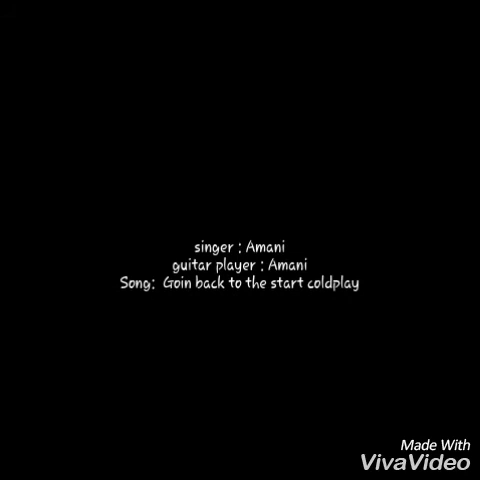 singer : Amani
guitar player : Amani
Song:  Goin back to the start coldplay
Made With
VivaVideo